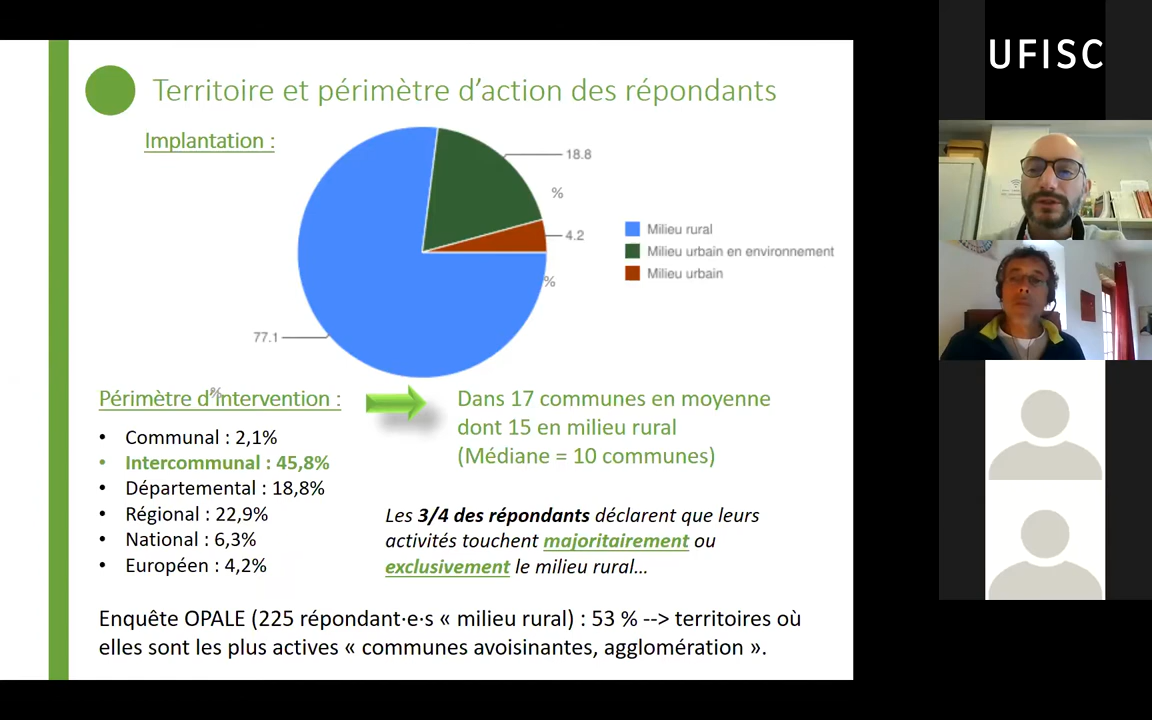 UFISC
Territoire et périmètre d’action des répondants
Implantation :
18.8
%
4.2
%
77.1
%
Milieu rural
Milieu urbain en environnement
Milieu urbain
Périmètre d’intervention :
• Communal : 2,1%
• Intercommunal : 45,8%
• Départemental : 18,8%
• Régional : 22,9%
• National : 6,3%
• Européen : 4,2%
Dans 17 communes en moyenne
dont 15 en milieu rural
(Médiane = 10 communes)
Les 3/4 des répondants déclarent que leurs
activités touchent majoritairement ou
exclusivement le milieu rural…
Enquête OPALE (225 répondant·e·s « milieu rural) : 53 % --> territoires où
elles sont les plus actives « communes avoisinantes, agglomération ».